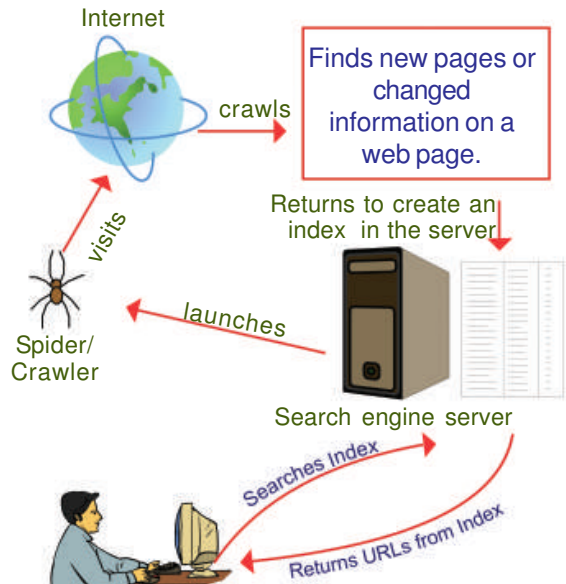 Internet
crawls
Finds new pages or
changed
information on a
web page.
Returns to create an
index in the server
visits
launches
Spider/
Crawler
Search engine server
Searches Index
Returns URLs from Index